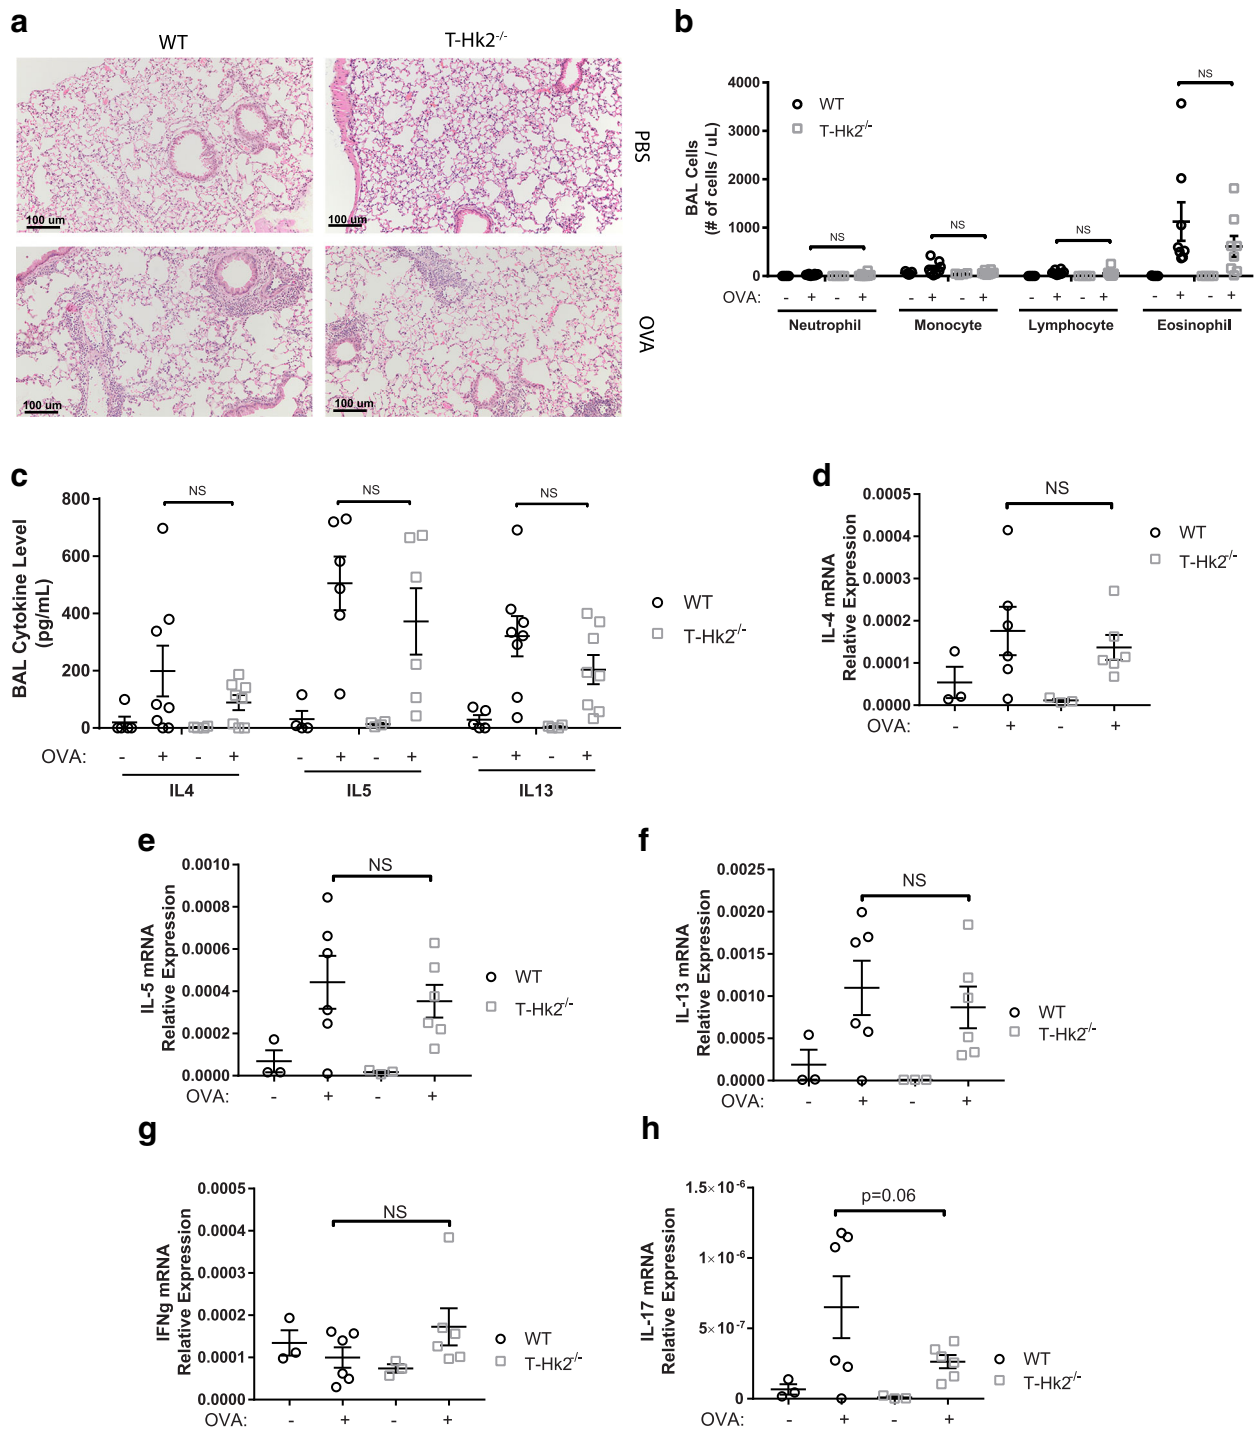 a
WT
T-Hk2-/-
PBS
100 um
100 um
OVA
100 um
100 um
b
4000
3000
2000
1000
0
BAL Cells
(# of cells / uL)
WT
T-Hk2-/-
NS
NS
NS
NS
OVA: - + - + - + - + - + - + - + - +
Neutrophil Monocyte Lymphocyte Eosinophil
c
800
600
400
200
0
BAL Cytokine Level
(pg/mL)
NS
NS
NS
WT
T-Hk2-/-
OVA: - + - + - + - + - + - +
IL4 IL5 IL13
d
0.0005
0.0004
0.0003
0.0002
0.0001
0.0000
IL-4 mRNA
Relative Expression
NS
WT
T-Hk2-/-
OVA: - + - +
e
0.0010
0.0008
0.0006
0.0004
0.0002
0.0000
IL-5 mRNA
Relative Expression
NS
WT
T-Hk2-/-
OVA: - + - +
f
0.0025
0.0020
0.0015
0.0010
0.0005
0.0000
IL-13 mRNA
Relative Expression
NS
WT
T-Hk2-/-
OVA: - + - +
g
0.0005
0.0004
0.0003
0.0002
0.0001
0.0000
IFNg mRNA
Relative Expression
NS
WT
T-Hk2-/-
OVA: - + - +
h
1.5×10-6
1×10-6
5×10-7
0
IL-17 mRNA
Relative Expression
p=0.06
WT
T-Hk2-/-
OVA: - + - +